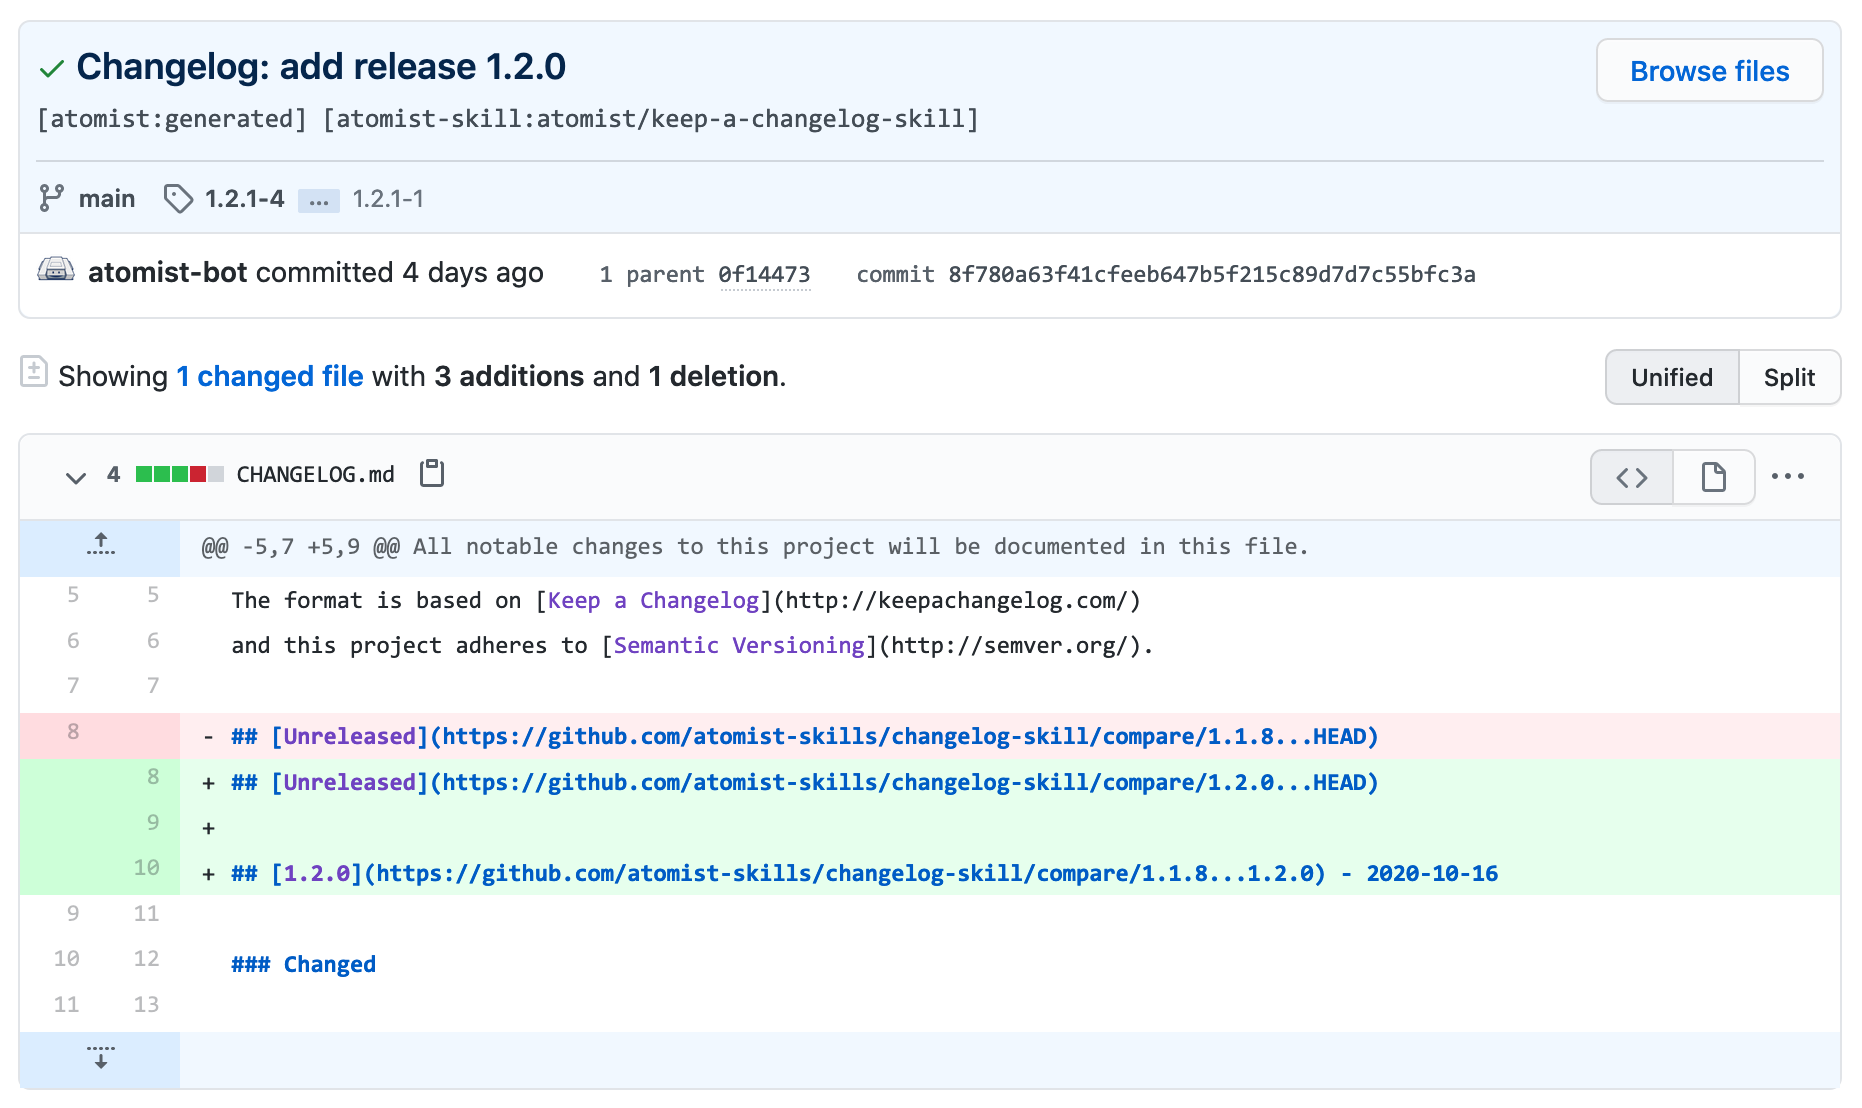 Changelog: add release 1.2.0
Browse files
[atomist:generated] [atomist-skill:atomist/keep-a-changelog-skill]
main 1.2.1-4 ... 1.2.1-1
atomist-bot committed 4 days ago 1 parent 0f14473 commit 8f780a63f41cfeeb647b5f215c89d7d7c55bfc3a
Showing 1 changed file with 3 additions and 1 deletion.
Unified Split
4 CHANGELOG.md
@@ -5,7 +5,9 @@ All notable changes to this project will be documented in this file.
5 5 The format is based on [Keep a Changelog](http://keepachangelog.com/)
6 6 and this project adheres to [Semantic Versioning](http://semver.org/).
7 7
8 - ## [Unreleased](https://github.com/atomist-skills/changelog-skill/compare/1.1.8...HEAD)
8 + ## [Unreleased](https://github.com/atomist-skills/changelog-skill/compare/1.2.0...HEAD)
9 +
10 + ## [1.2.0](https://github.com/atomist-skills/changelog-skill/compare/1.1.8...1.2.0) - 2020-10-16
9 11
10 12 ### Changed
11 13